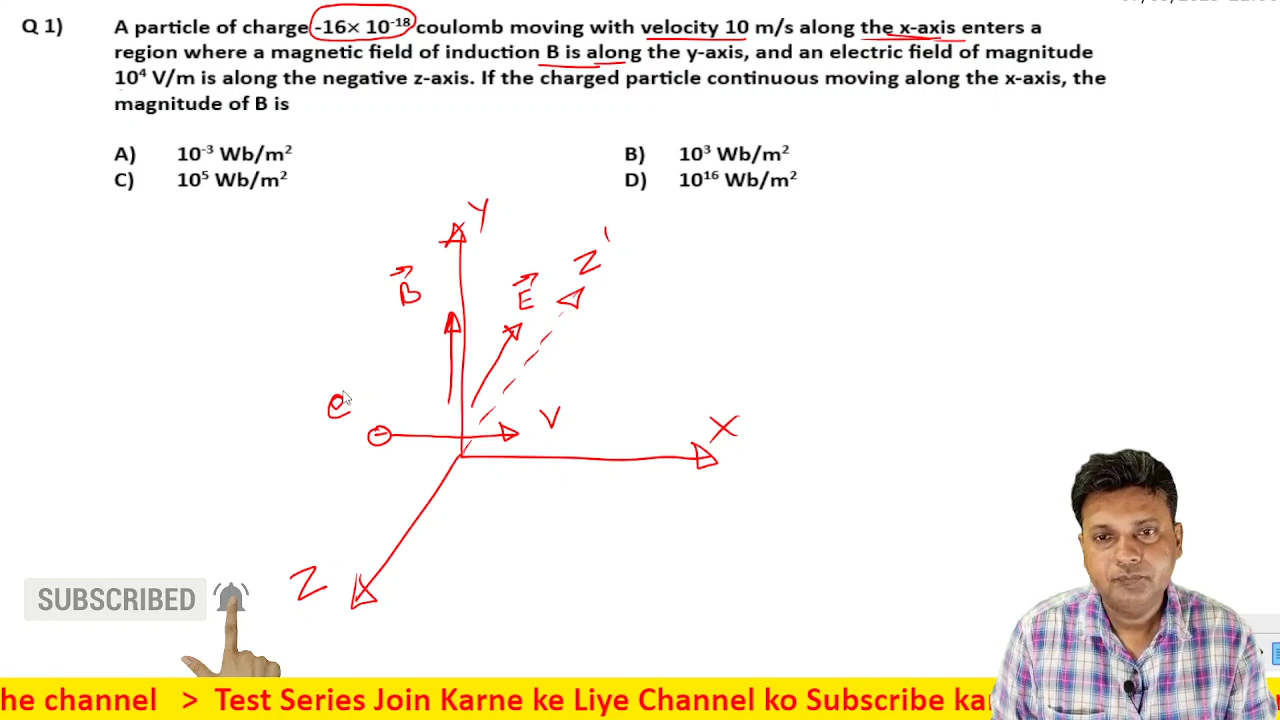 Q 1) A particle of charge -16× 10⁻¹⁸ coulomb moving with velocity 10 m/s along the x-axis enters a
region where a magnetic field of induction B is along the y-axis, and an electric field of magnitude
10⁴ V/m is along the negative z-axis. If the charged particle continuous moving along the x-axis, the
magnitude of B is
A) 10⁻³ Wb/m² B) 10³ Wb/m²
C) 10⁵ Wb/m² D) 10¹⁶ Wb/m²
Y
Z'
B
E
e
V
X
Z
SUBSCRIBED
he channel > Test Series Join Karne ke Liye Channel ko Subscribe ka